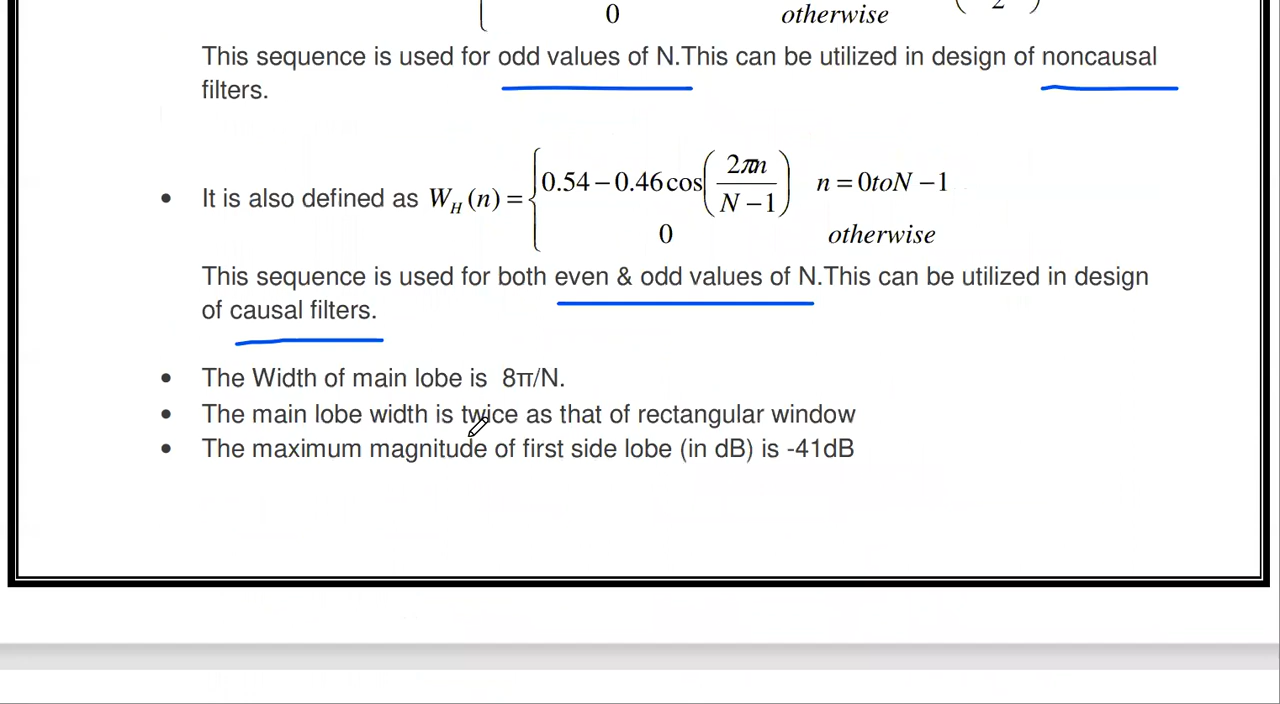 0 otherwise ( 2 )
This sequence is used for odd values of N.This can be utilized in design of noncausal
filters.
• It is also defined as W_H(n) = { 0.54 − 0.46 cos( 2πn / N − 1 ) n = 0toN − 1
0 otherwise
This sequence is used for both even & odd values of N.This can be utilized in design
of causal filters.
• The Width of main lobe is 8π/N.
• The main lobe width is twice as that of rectangular window
• The maximum magnitude of first side lobe (in dB) is -41dB